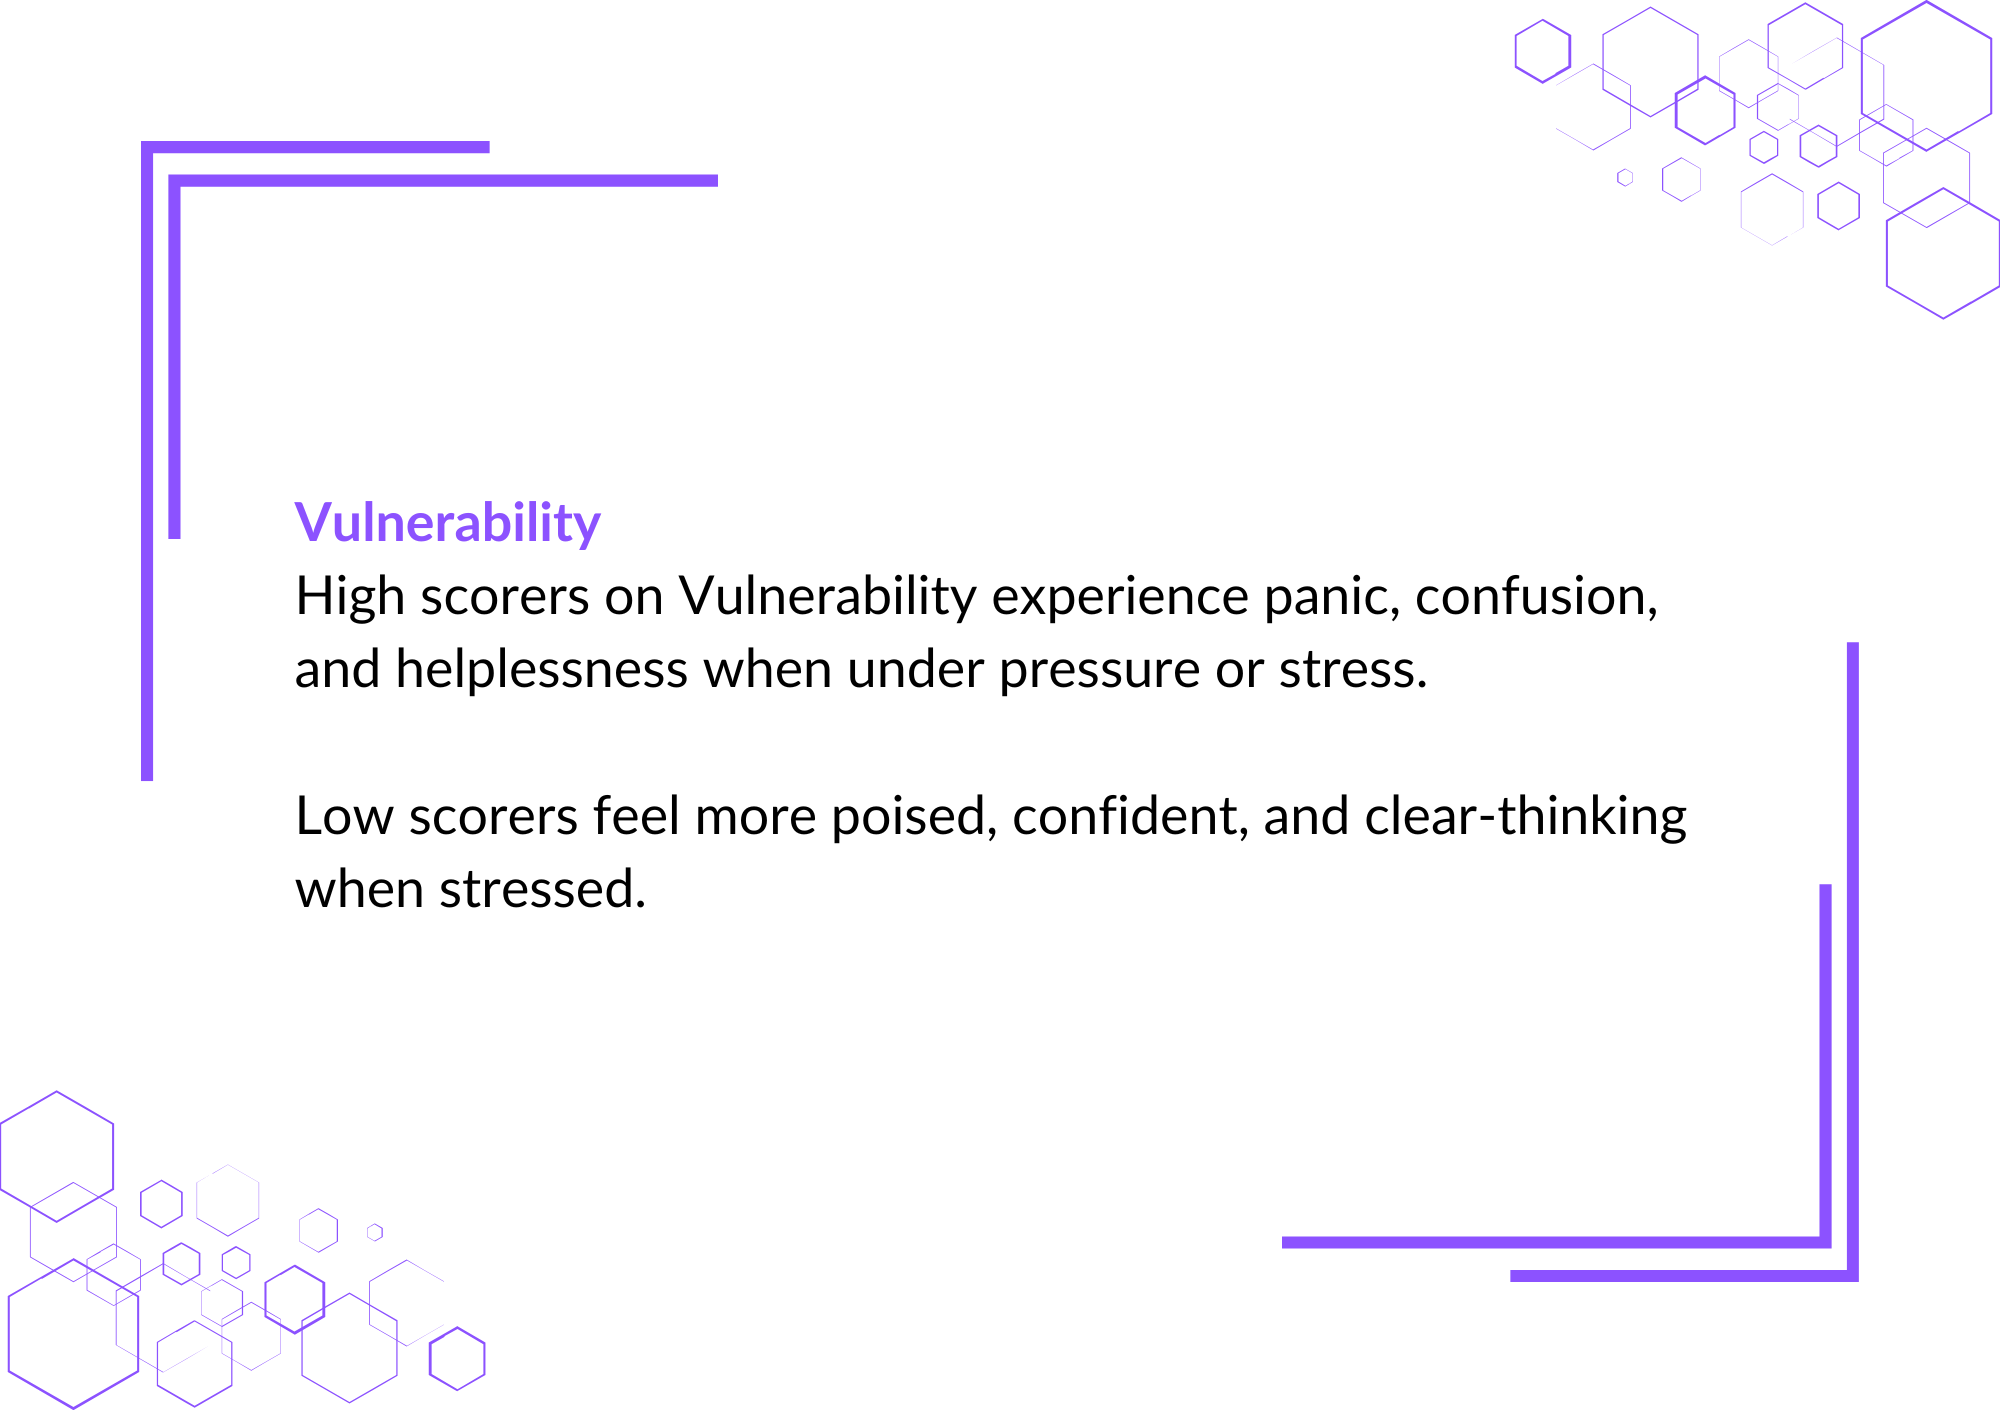 Vulnerability
High scorers on Vulnerability experience panic, confusion,
and helplessness when under pressure or stress.
Low scorers feel more poised, confident, and clear-thinking
when stressed.